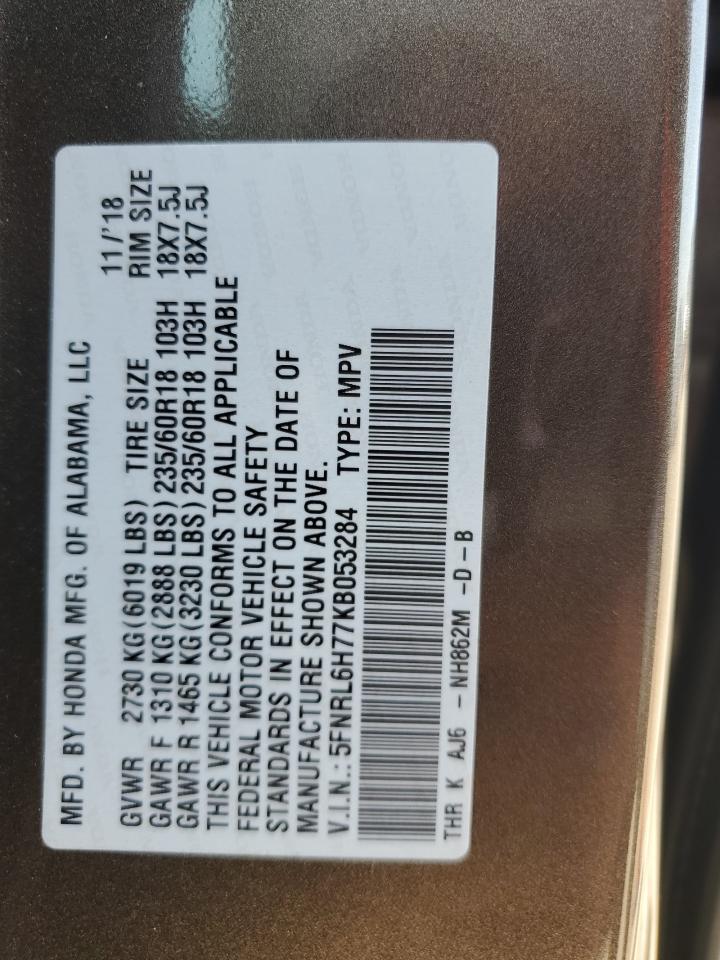 MFD. BY HONDA MFG. OF ALABAMA, LLC 11/'18
GVWR 2730 KG(6019 LBS) TIRE SIZE RIM SIZE
GAWR F 1310 KG(2888 LBS)235/60R18 103H 18X7.5J
GAWR R 1465 KG(3230 LBS)235/60R18 103H 18X7.5J
THIS VEHICLE CONFORMS TO ALL APPLICABLE
FEDERAL MOTOR VEHICLE SAFETY
STANDARDS IN EFFECT ON THE DATE OF
MANUFACTURE SHOWN ABOVE.
V.I.N.: 5FNRL6H77KB053284 TYPE: MPV
THR K AJ6 - NH862M -D -B